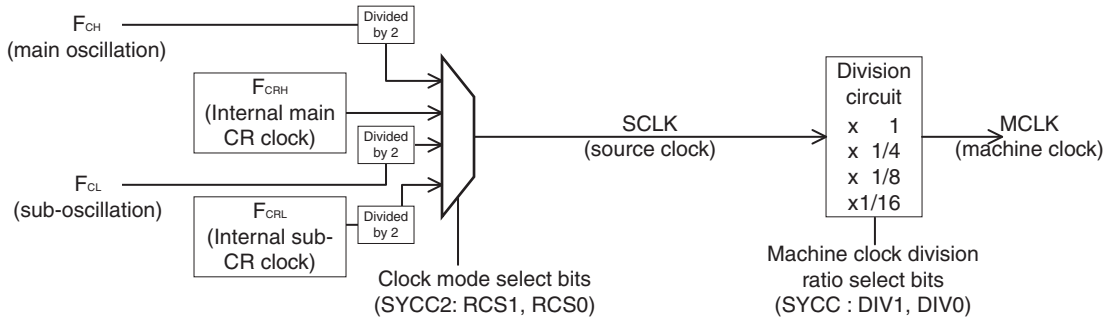 FCH
(main oscillation)
Divided
by 2
FCRH
(Internal main
CR clock)
Divided
by 2
FCL
(sub-oscillation)
FCRL
(Internal sub-
CR clock)
Divided
by 2
Clock mode select bits
(SYCC2: RCS1, RCS0)
SCLK
(source clock)
Division
circuit
x 1
x 1/4
x 1/8
x1/16
MCLK
(machine clock)
Machine clock division
ratio select bits
(SYCC : DIV1, DIV0)